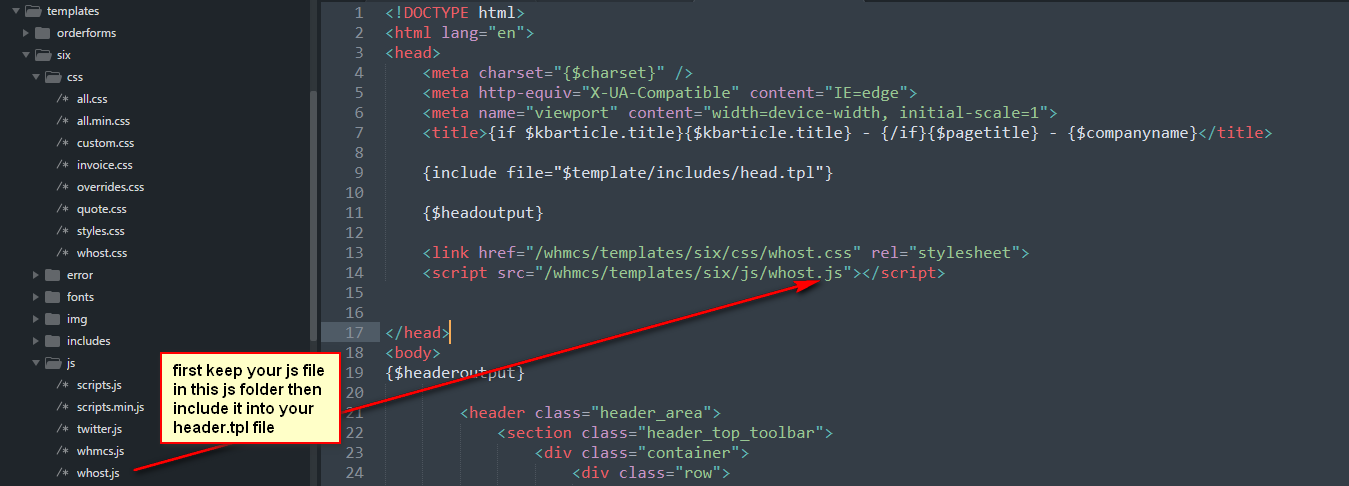 templates
orderforms
six
css
/* all.css
/* all.min.css
/* custom.css
/* invoice.css
/* overrides.css
/* quote.css
/* styles.css
/* whost.css
error
fonts
img
includes
js
/* scripts.js
/* scripts.min.js
/* twitter.js
/* whmcs.js
/* whost.js
first keep your js file
in this js folder then
include it into your
header.tpl file
1 <!DOCTYPE html>
2 <html lang="en">
3 <head>
4 <meta charset="{$charset}" />
5 <meta http-equiv="X-UA-Compatible" content="IE=edge">
6 <meta name="viewport" content="width=device-width, initial-scale=1">
7 <title>{if $kbarticle.title}{$kbarticle.title} - {/if}{$pagetitle} - {$companyname}</title>
8
9 {include file="$template/includes/head.tpl"}
10
11 {$headoutput}
12
13 <link href="/whmcs/templates/six/css/whost.css" rel="stylesheet">
14 <script src="/whmcs/templates/six/js/whost.js"></script>
15
16
17 </head>
18 <body>
19 {$headeroutput}
20
21 <header class="header_area">
22 <section class="header_top_toolbar">
23 <div class="container">
24 <div class="row">